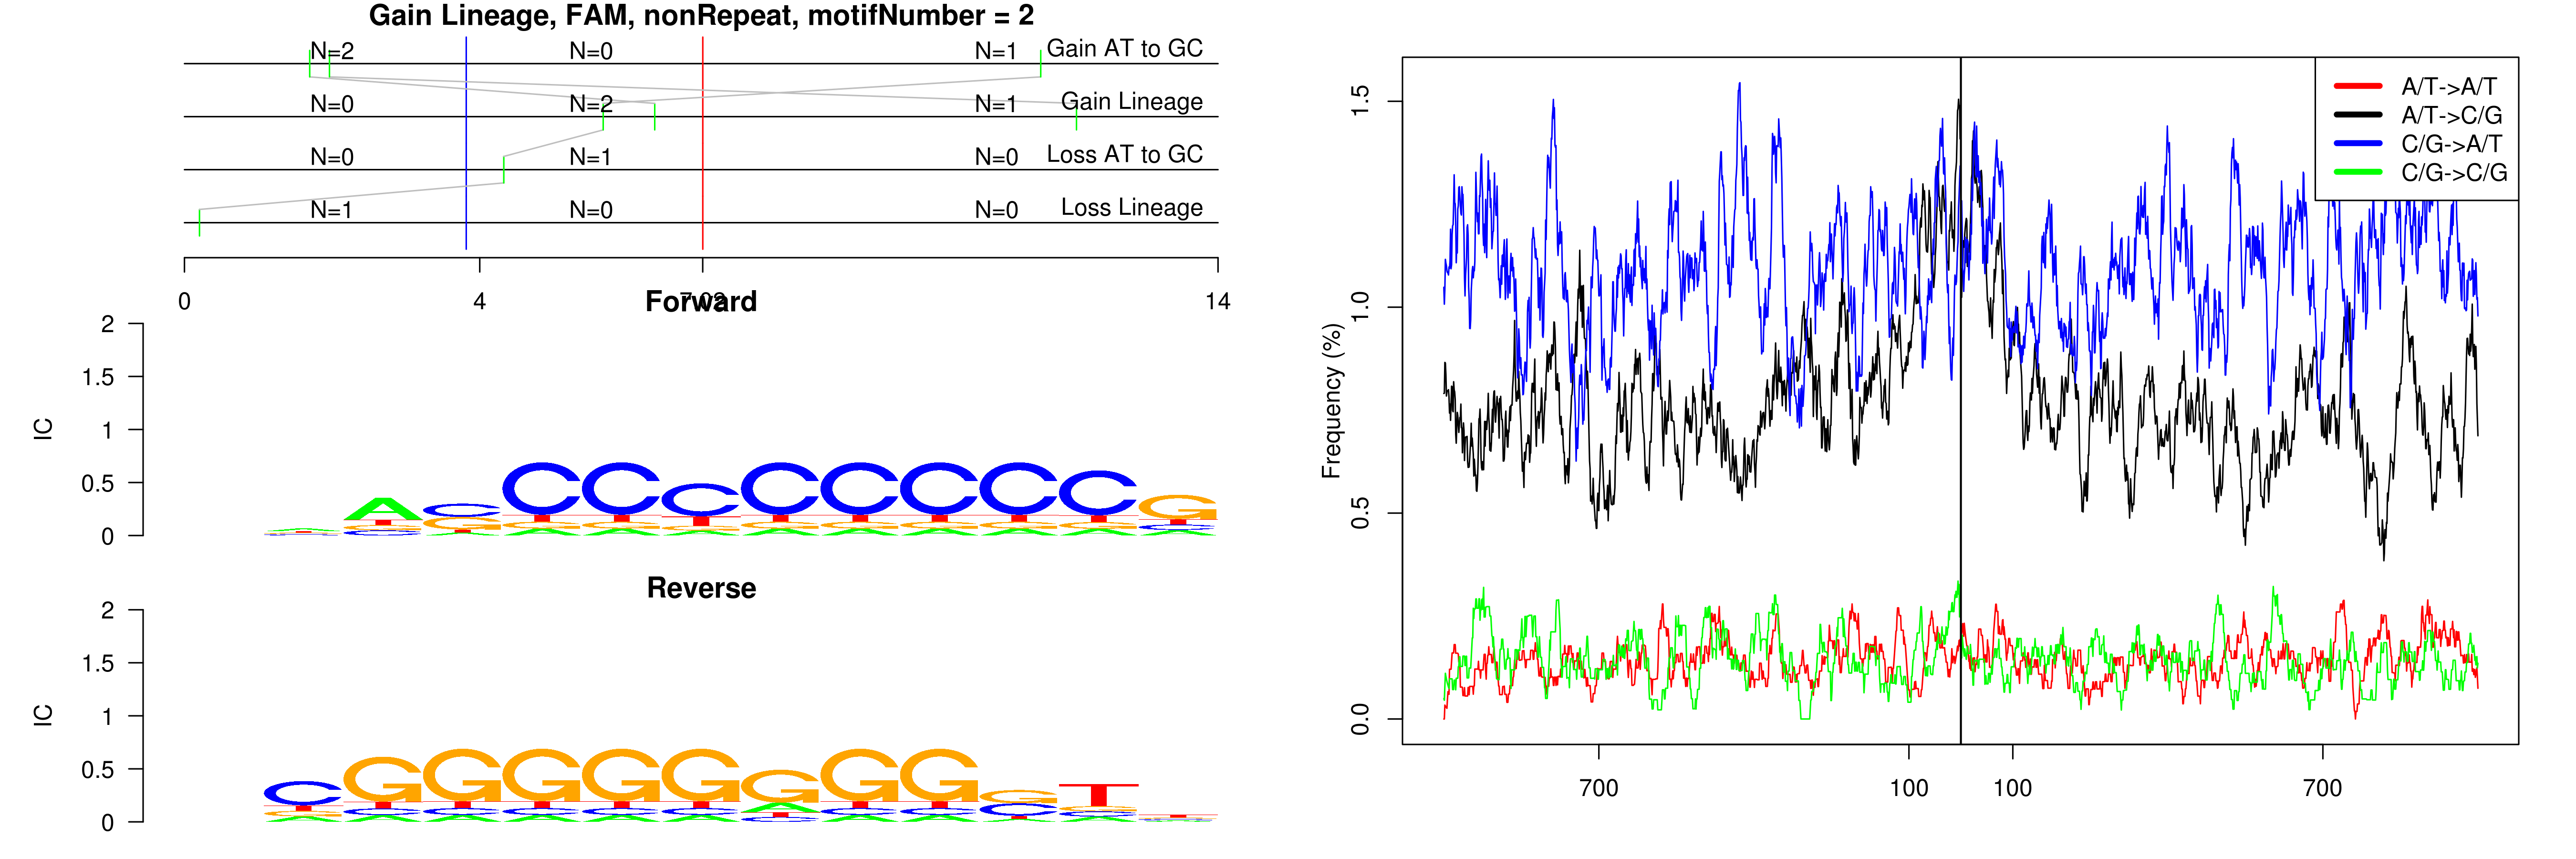 Gain Lineage, FAM, nonRepeat, motifNumber = 2
N=2 N=0 N=1 Gain AT to GC
N=0 N=2 N=1 Gain Lineage
N=0 N=1 N=0 Loss AT to GC
N=1 N=0 N=0 Loss Lineage
0 4 14
Forward
2
1.5
1
0.5
0
IC
A C C C C C C C C C G
Reverse
2
1.5
1
0.5
0
IC
C G G G G G G G G G T
1.5
1.0
0.5
0.0
Frequency (%)
A/T->A/T
A/T->C/G
C/G->A/T
C/G->C/G
700 100 100 700